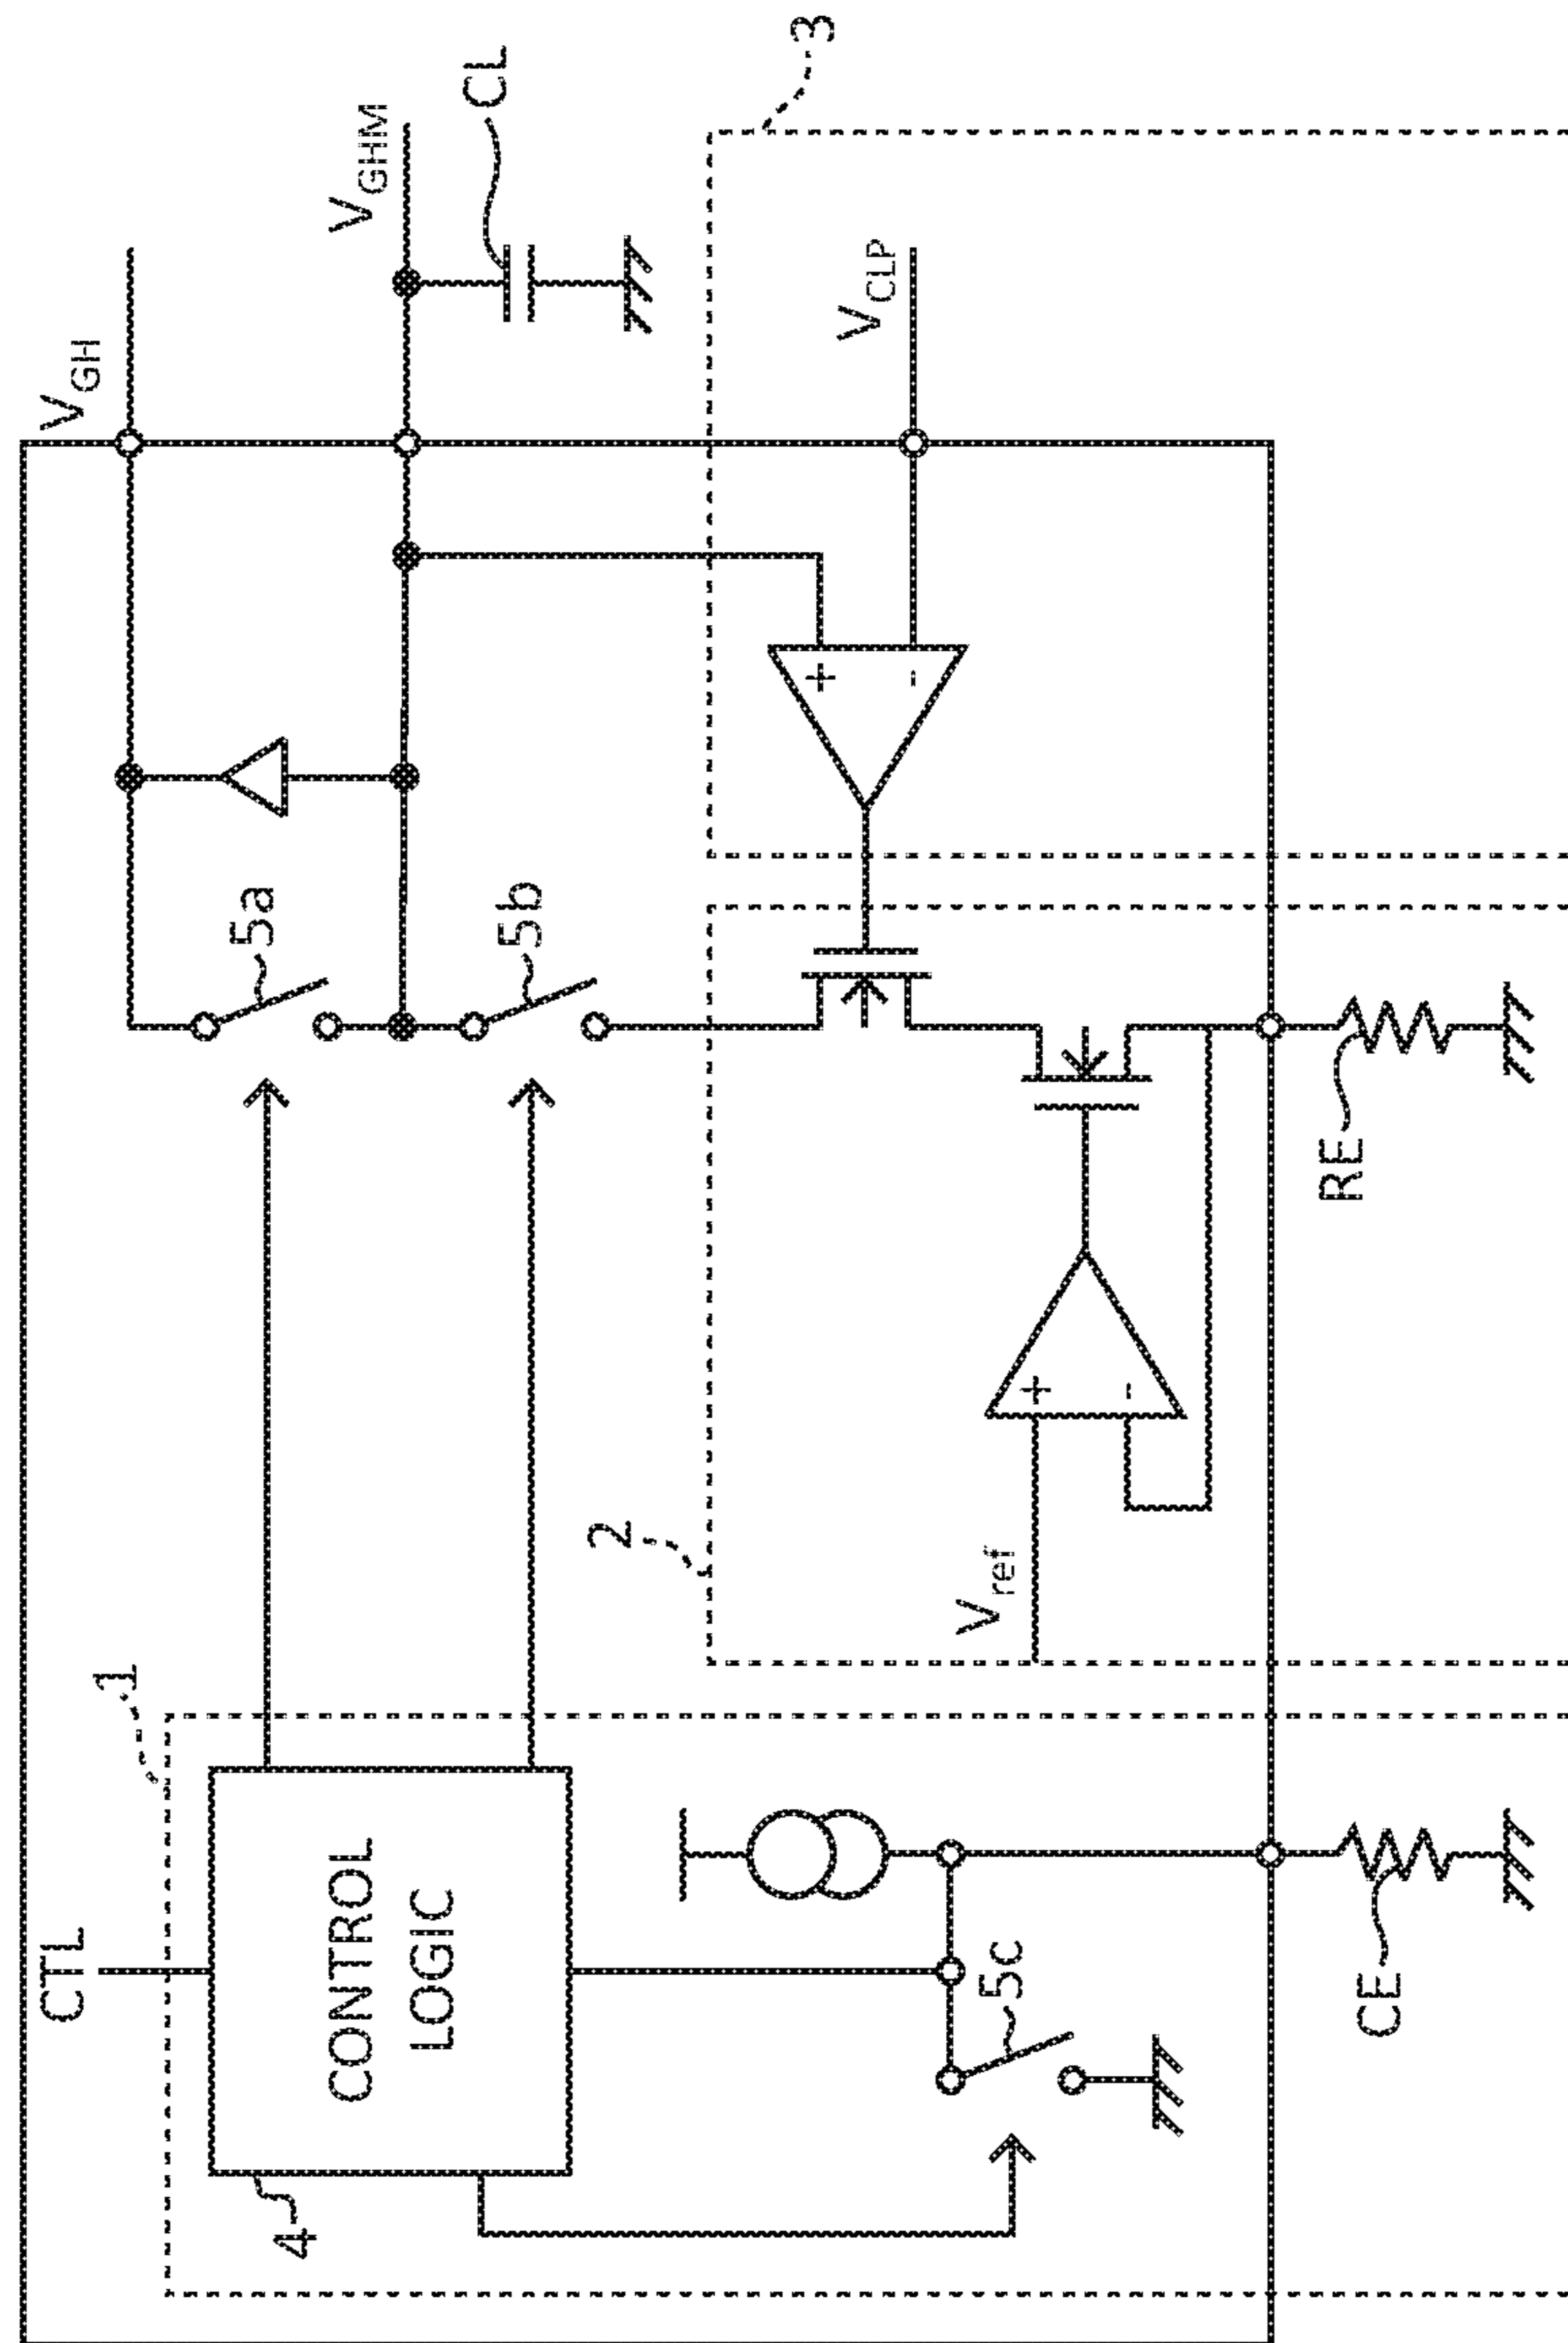 CTL
1
CONTROL
LOGIC
4
5c
CE
2
V_ref
5a
5b
RE
V_GH
V_GHM
CL
V_CLP
3
+
-
+
-